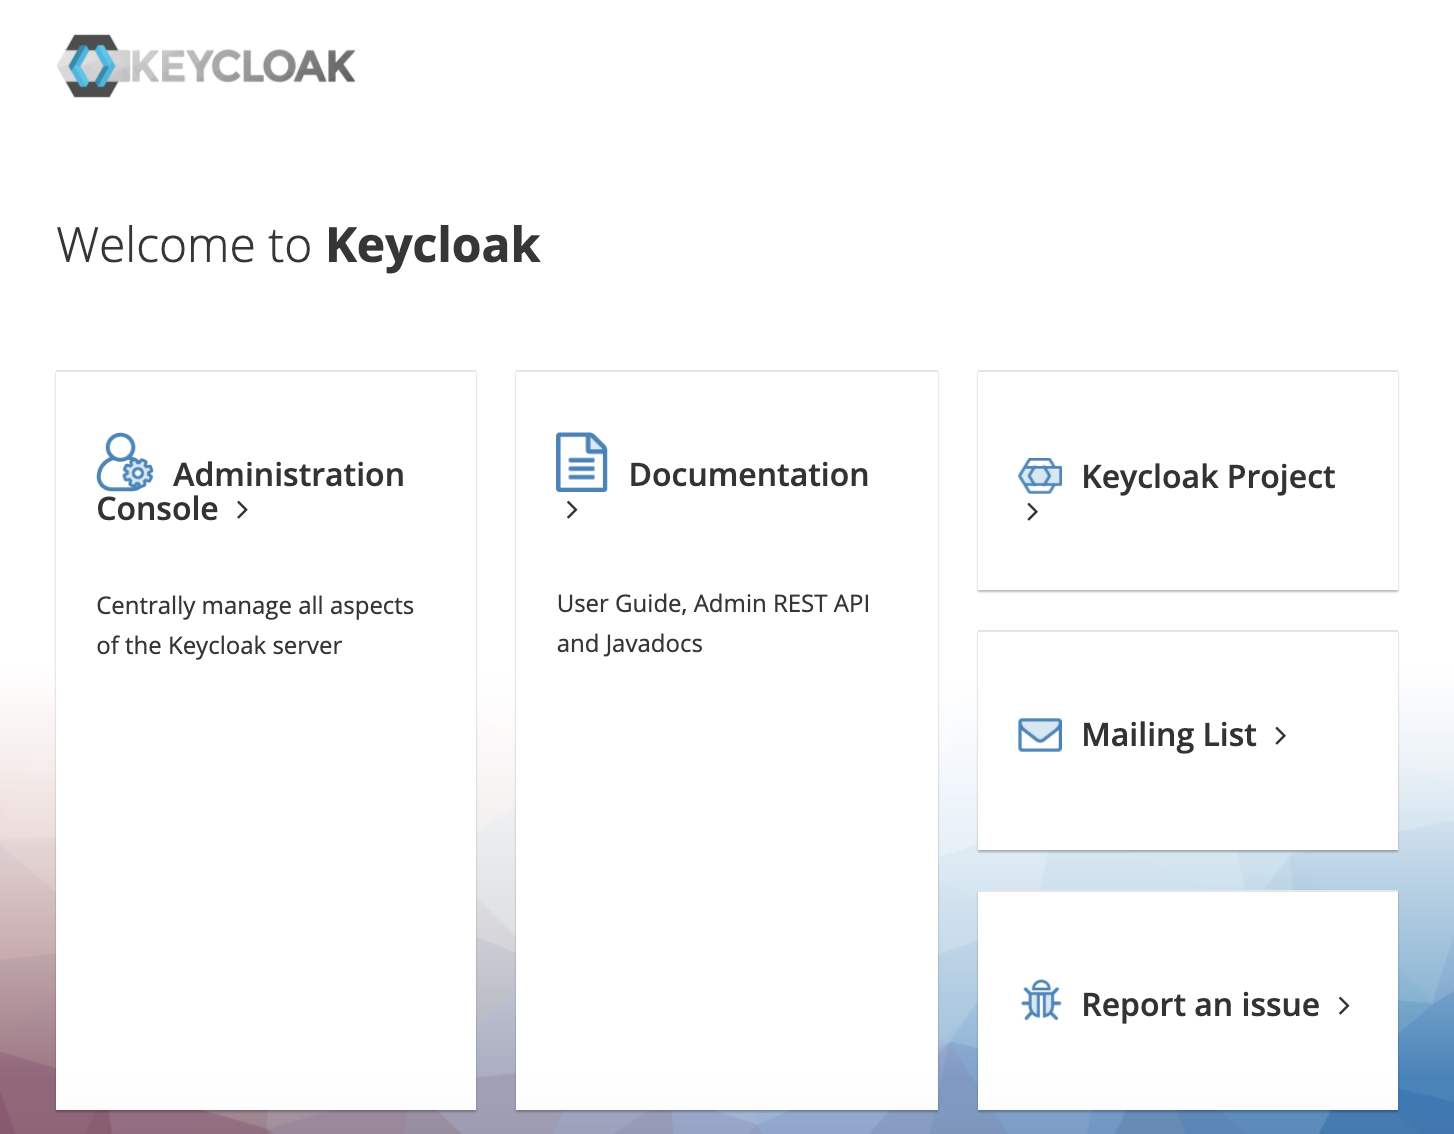 KEYCLOAK
Welcome to Keycloak
Administration
Console
Centrally manage all aspects
of the Keycloak server
Documentation
User Guide, Admin REST API
and Javadocs
Keycloak Project
Mailing List
Report an issue